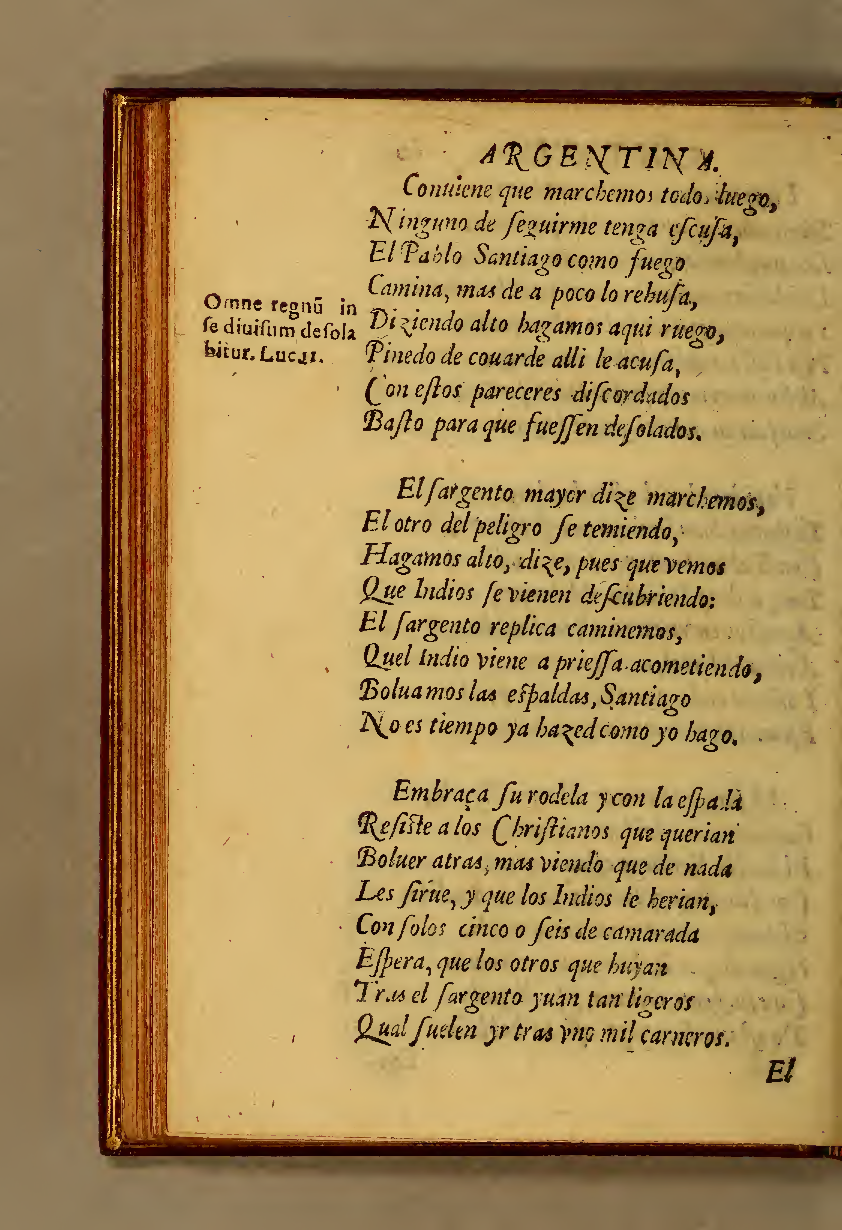 ARGENTINA.
Conuiene que marchemos todos luego,
Ninguno de ſeguirme tenga eſcuſa,
El Pablo Santiago como fuego
Camina, mas de a poco lo rehuſa,
Diziendo alto hagamos aqui ruego,
Pinedo de couarde alli le acuſa,
Con eſtos pareceres diſcordados
Baſto para que fueſſen deſolados.
Omne regnū in
ſe diuiſum deſola
bitur. Luc. 11.
El ſargento mayor dize marchemos,
El otro del peligro ſe temiendo,
Hagamos alto, dize, pues que vemos
Que Indios ſe vienen deſcubriendo:
El ſargento replica caminemos,
Quel Indio viene a prieſſa acometiendo,
Boluamos las eſpaldas, Santiago
No es tiempo ya hazed como yo hago.
Embraça ſu rodela y con la eſpada
Reſiſte a los Chriſtianos que querian
Boluer atras, mas viendo que de nada
Les ſirue, y que los Indios le herian,
Con ſolos cinco o ſeis de camarada
Eſpera, que los otros que huyan
Tras el ſargento yuan tan ligeros
Qual ſuelen yr tras vno mil carneros.
El